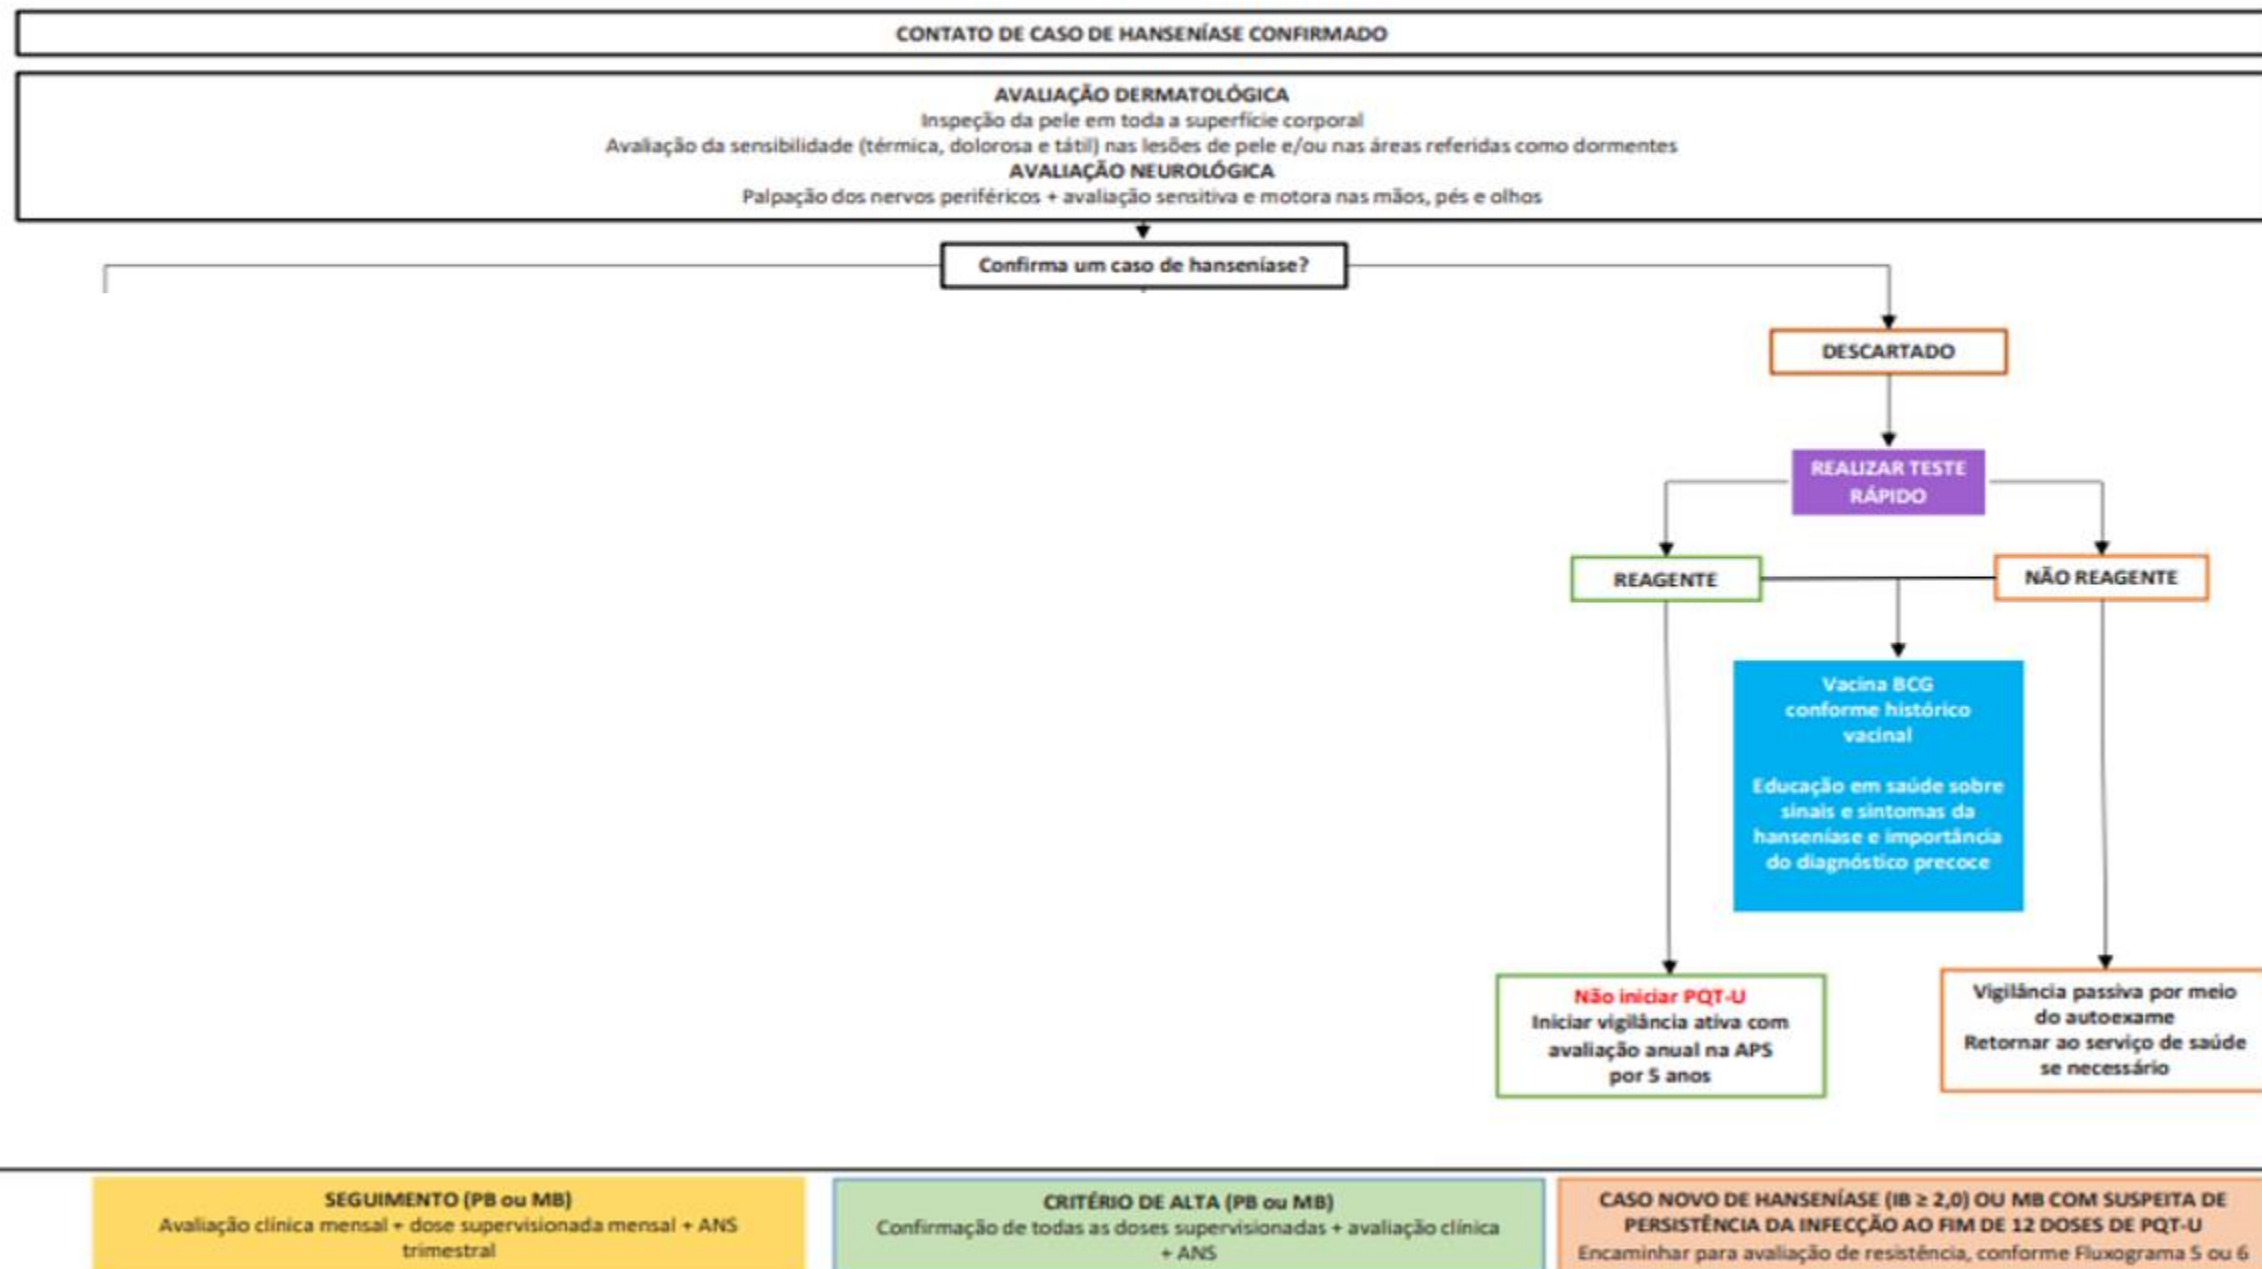 CONTATO DE CASO DE HANSENÍASE CONFIRMADO
AVALIAÇÃO DERMATOLÓGICA
Inspeção da pele em toda a superfície corporal
Avaliação da sensibilidade (térmica, dolorosa e tátil) nas lesões de pele e/ou nas áreas referidas como dormentes
AVALIAÇÃO NEUROLÓGICA
Palpação dos nervos periféricos + avaliação sensitiva e motora nas mãos, pés e olhos
Confirma um caso de hanseníase?
DESCARTADO
REALIZAR TESTE
RÁPIDO
REAGENTE
NÃO REAGENTE
Vacina BCG
conforme histórico
vacinal
Educação em saúde sobre
sinais e sintomas da
hanseníase e importância
do diagnóstico precoce
Não iniciar PQT-U
Iniciar vigilância ativa com
avaliação anual na APS
por 5 anos
Vigilância passiva por meio
do autoexame
Retornar ao serviço de saúde
se necessário
SEGUIMENTO (PB ou MB)
Avaliação clínica mensal + dose supervisionada mensal + ANS
trimestral
CRITÉRIO DE ALTA (PB ou MB)
Confirmação de todas as doses supervisionadas + avaliação clínica
+ ANS
CASO NOVO DE HANSENÍASE (IB ≥ 2,0) OU MB COM SUSPEITA DE
PERSISTÊNCIA DA INFECÇÃO AO FIM DE 12 DOSES DE PQT-U
Encaminhar para avaliação de resistência, conforme Fluxograma 5 ou 6